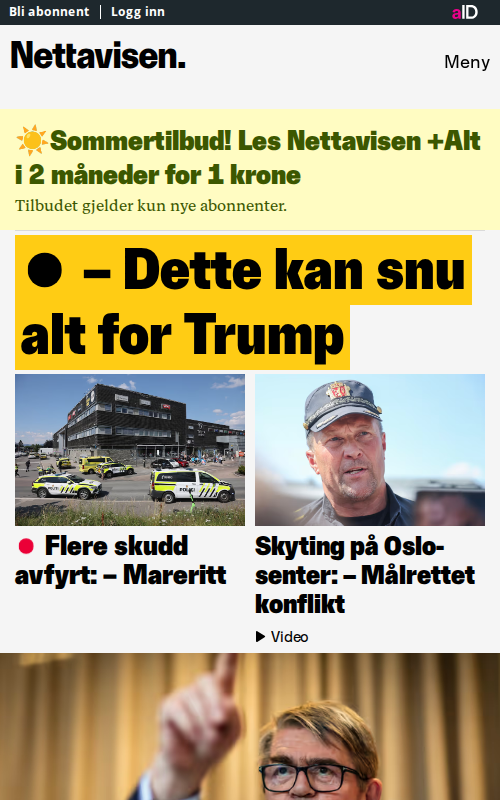 Bli abonnent | Logg inn
aID
Nettavisen.
Meny
Sommertilbud! Les Nettavisen +Alt
i 2 måneder for 1 krone
Tilbudet gjelder kun nye abonnenter.
● – Dette kan snu
alt for Trump
Flere skudd
avfyrt: – Mareritt
Skyting på Oslo-
senter: – Målrettet
konflikt
Video